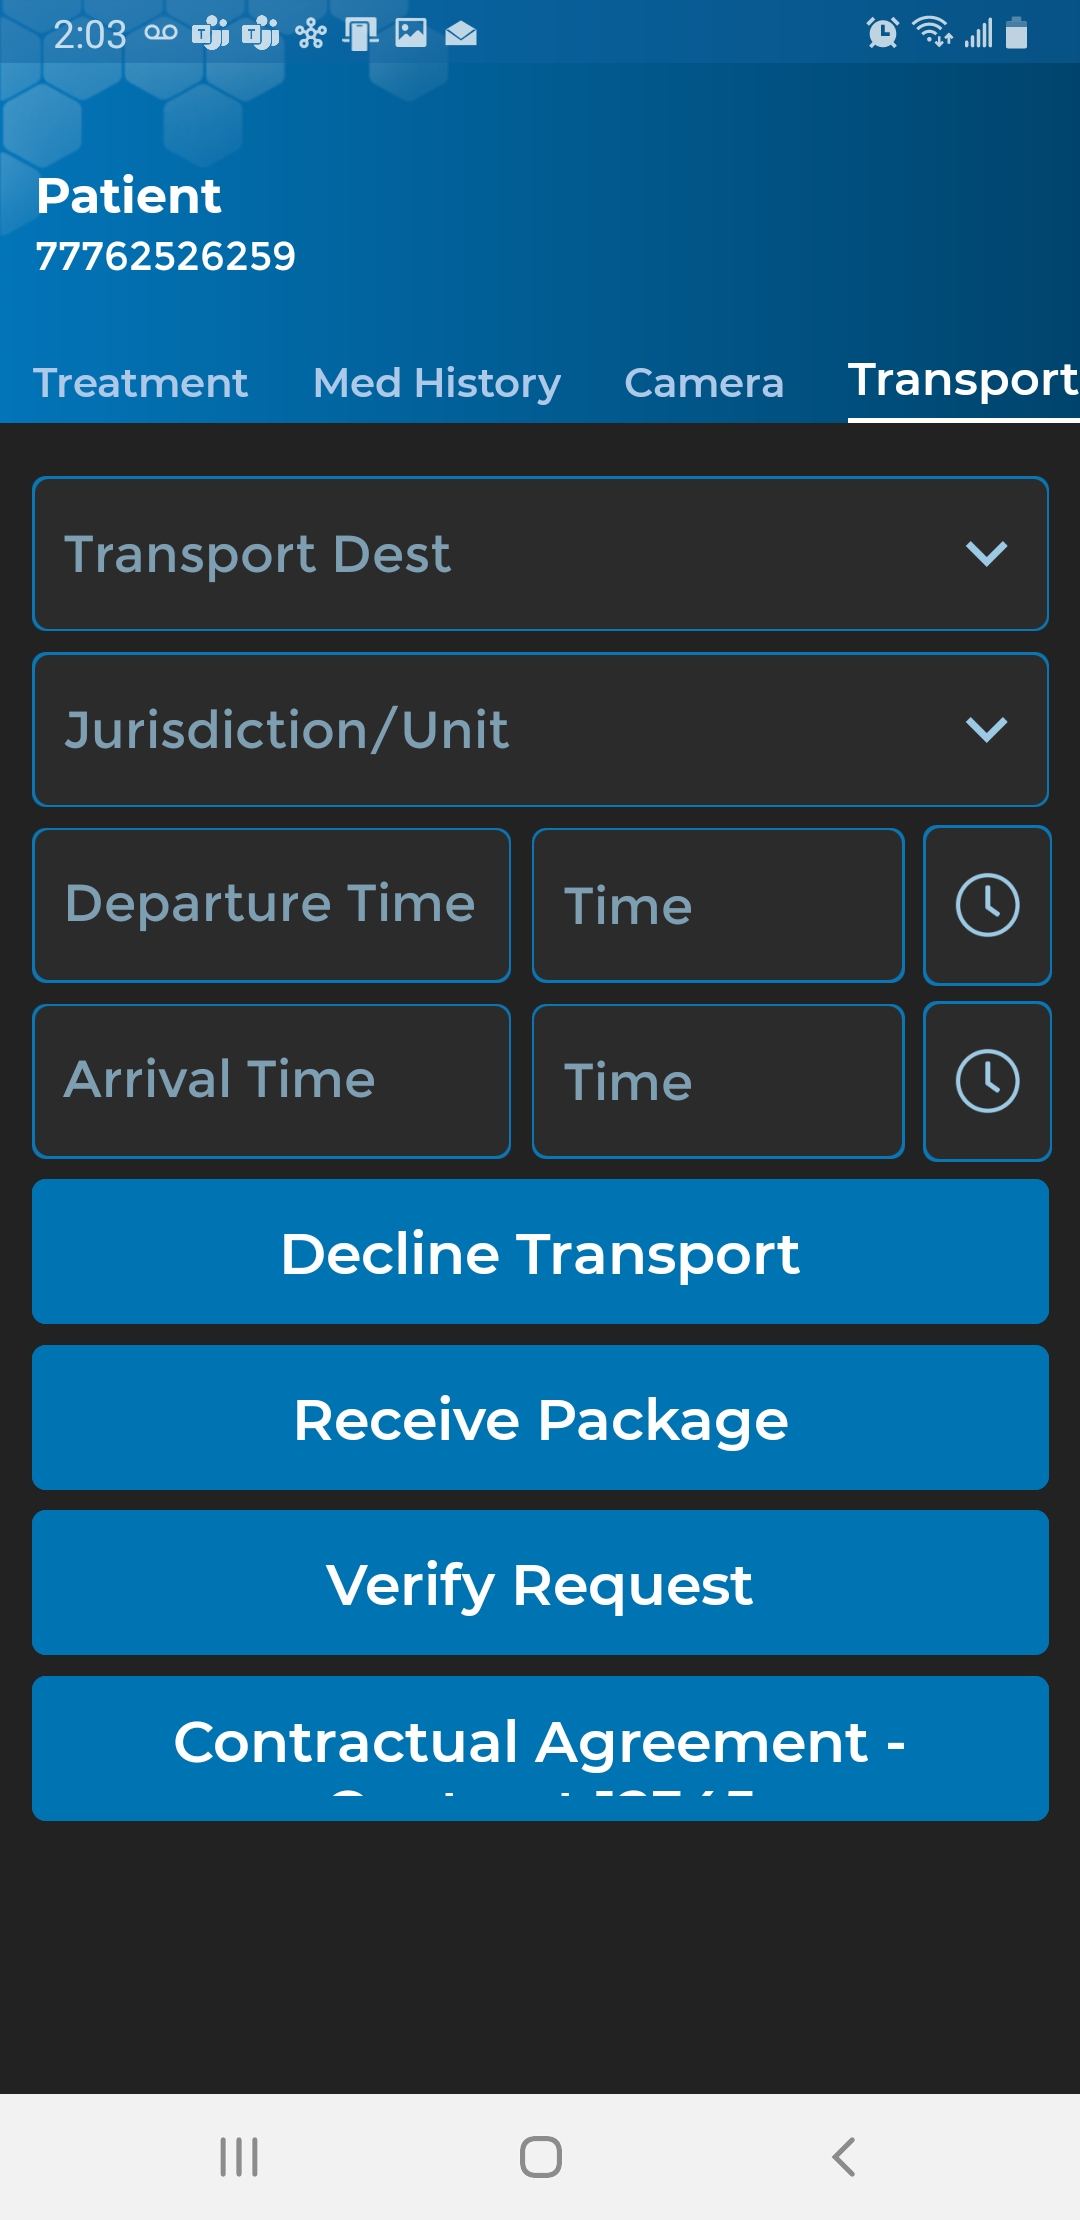 2:03
Patient
77762526259
Treatment Med History Camera Transport
Transport Dest
Jurisdiction/Unit
Departure Time Time
Arrival Time Time
Decline Transport
Receive Package
Verify Request
Contractual Agreement -